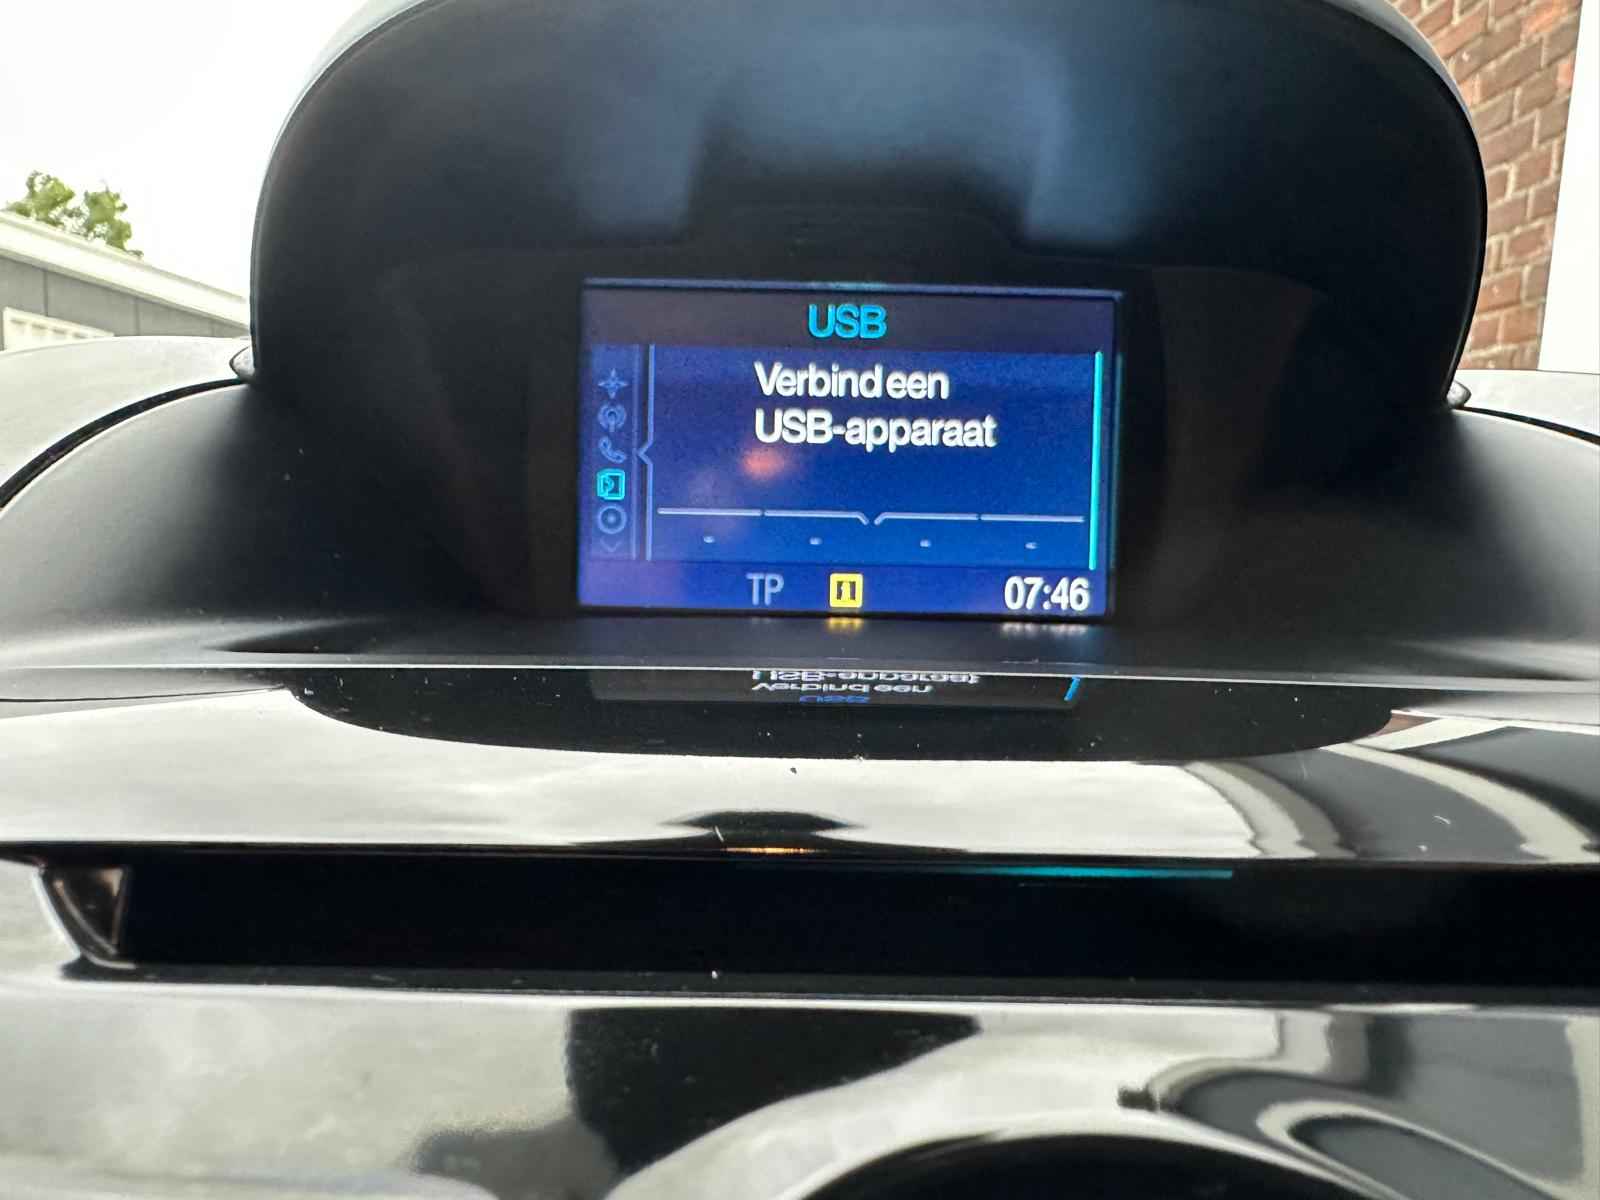 USB
Verbind een
USB-apparaat
TP
07:46